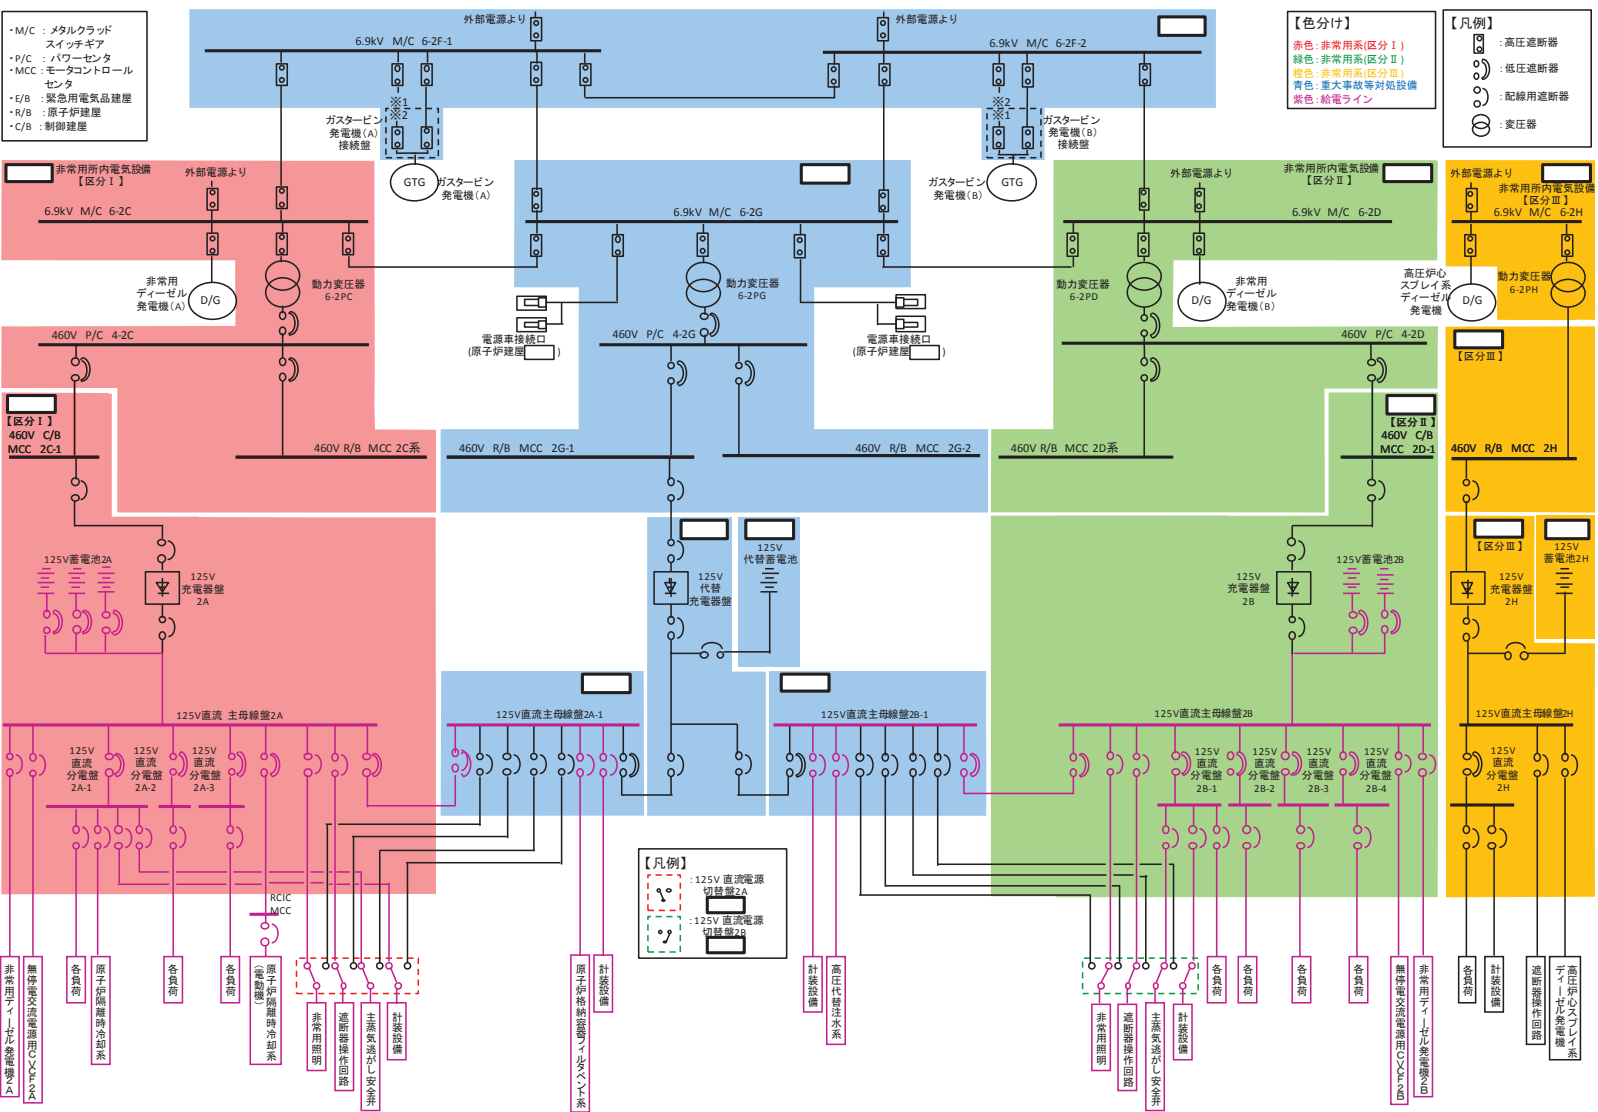 ・M/C ：メタルクラッド
スイッチギア
・P/C ：パワーセンタ
・MCC：モータコントロール
センタ
・E/B ：緊急用電気品建屋
・R/B ：原子炉建屋
・C/B ：制御建屋
外部電源より
6.9kV M/C 6-2F-1
外部電源より
6.9kV M/C 6-2F-2
【色分け】
赤色：非常用系(区分Ⅰ)
緑色：非常用系(区分Ⅱ)
橙色：非常用系(区分Ⅲ)
青色：重大事故等対処設備
紫色：給電ライン
【凡例】
：高圧遮断器
：低圧遮断器
：配線用遮断器
：変圧器
※1
※2
ガスタービン
発電機(A)
接続盤
GTG
ガスタービン
発電機(A)
※2
※1
ガスタービン
発電機(B)
接続盤
GTG
ガスタービン
発電機(B)
非常用所内電気設備
【区分Ⅰ】
外部電源より
6.9kV M/C 6-2C
6.9kV M/C 6-2G
非常用所内電気設備
【区分Ⅱ】
外部電源より
6.9kV M/C 6-2D
外部電源より
非常用所内電気設備
【区分Ⅲ】
6.9kV M/C 6-2H
非常用
ディーゼル
発電機(A)
D/G
動力変圧器
6-2PC
動力変圧器
6-2PG
動力変圧器
6-2PD
D/G
非常用
ディーゼル
発電機(B)
高圧炉心
スプレイ系
ディーゼル
発電機
D/G
動力変圧器
6-2PH
電源車接続口
(原子炉建屋 )
電源車接続口
(原子炉建屋 )
460V P/C 4-2C
460V P/C 4-2G
460V P/C 4-2D
【区分Ⅲ】
【区分Ⅰ】
460V C/B
MCC 2C-1
460V R/B MCC 2C系
460V R/B MCC 2G-1
460V R/B MCC 2G-2
460V R/B MCC 2D系
【区分Ⅱ】
460V C/B
MCC 2D-1
460V R/B MCC 2H
125V蓄電池2A
125V
充電器盤
2A
125V
代替
充電器盤
125V
代替蓄電池
125V
充電器盤
2B
125V蓄電池2B
【区分Ⅲ】
125V
充電器盤
2H
125V
蓄電池2H
125V直流 主母線盤2A
125V直流主母線盤2A-1
125V直流主母線盤2B-1
125V直流主母線盤2B
125V直流主母線盤2H
125V
直流
分電盤
2A-1
125V
直流
分電盤
2A-2
125V
直流
分電盤
2A-3
125V
直流
分電盤
2B-1
125V
直流
分電盤
2B-2
125V
直流
分電盤
2B-3
125V
直流
分電盤
2B-4
125V
直流
分電盤
2H
【凡例】
：125V 直流電源
切替盤2A
：125V 直流電源
切替盤2B
RCIC
MCC
非常用ディーゼル発電機2A
無停電交流電源用CVCF2A
各負荷
原子炉隔離時冷却系
各負荷
各負荷
原子炉隔離時冷却系
(電動機)
非常用照明
遮断器操作回路
主蒸気逃がし安全弁
計装設備
原子炉格納容器フィルタベント系
計装設備
計装設備
高圧代替注水系
非常用照明
遮断器操作回路
主蒸気逃がし安全弁
計装設備
各負荷
各負荷
各負荷
各負荷
無停電交流電源用CVCF2B
非常用ディーゼル発電機2B
各負荷
計装設備
遮断器操作回路
高圧炉心スプレイ系
ディーゼル発電機